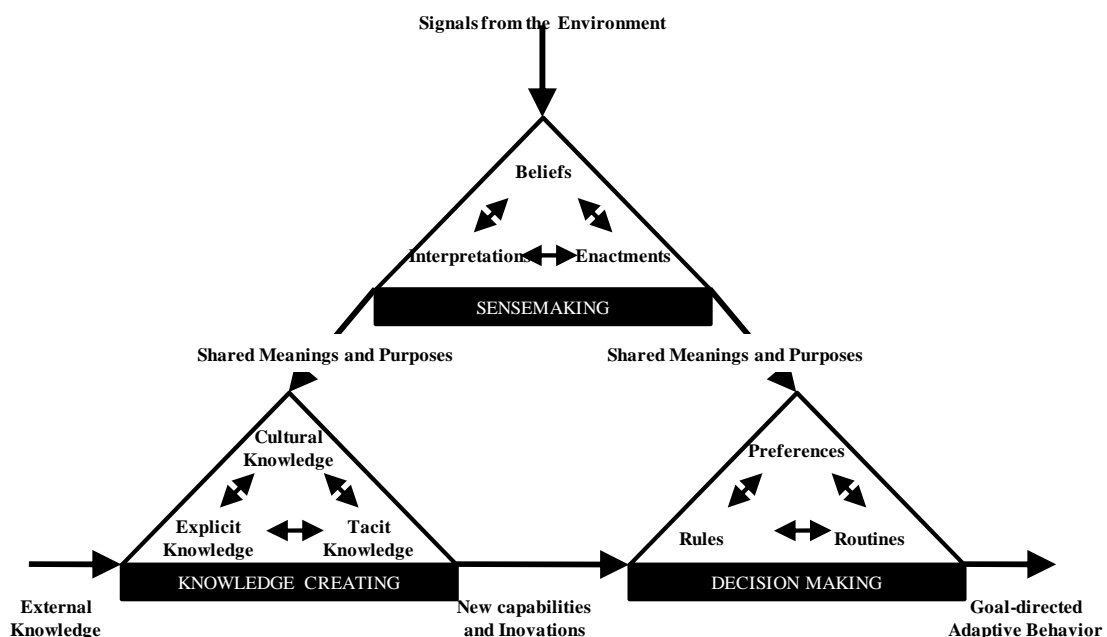 Signals from the Environment
Beliefs
Interpretations Enactments
SENSEMAKING
Shared Meanings and Purposes
Shared Meanings and Purposes
Cultural
Knowledge
Explicit
Knowledge
Tacit
Knowledge
KNOWLEDGE CREATING
Preferences
Rules
Routines
DECISION MAKING
External
Knowledge
New capabilities
and Inovations
Goal-directed
Adaptive Behavior